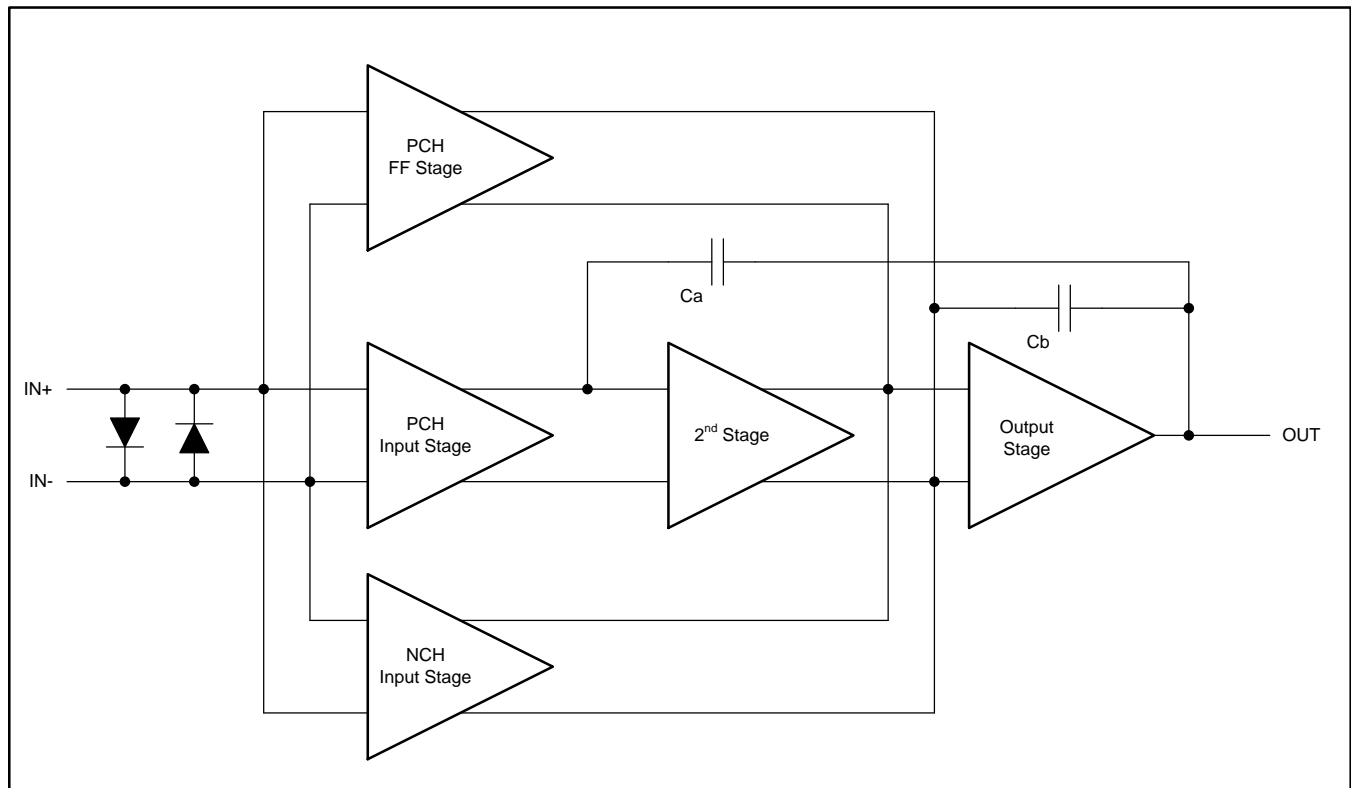 PCH
FF Stage
Ca
Cb
IN+
PCH
Input Stage
2nd Stage
Output
Stage
OUT
IN-
NCH
Input Stage